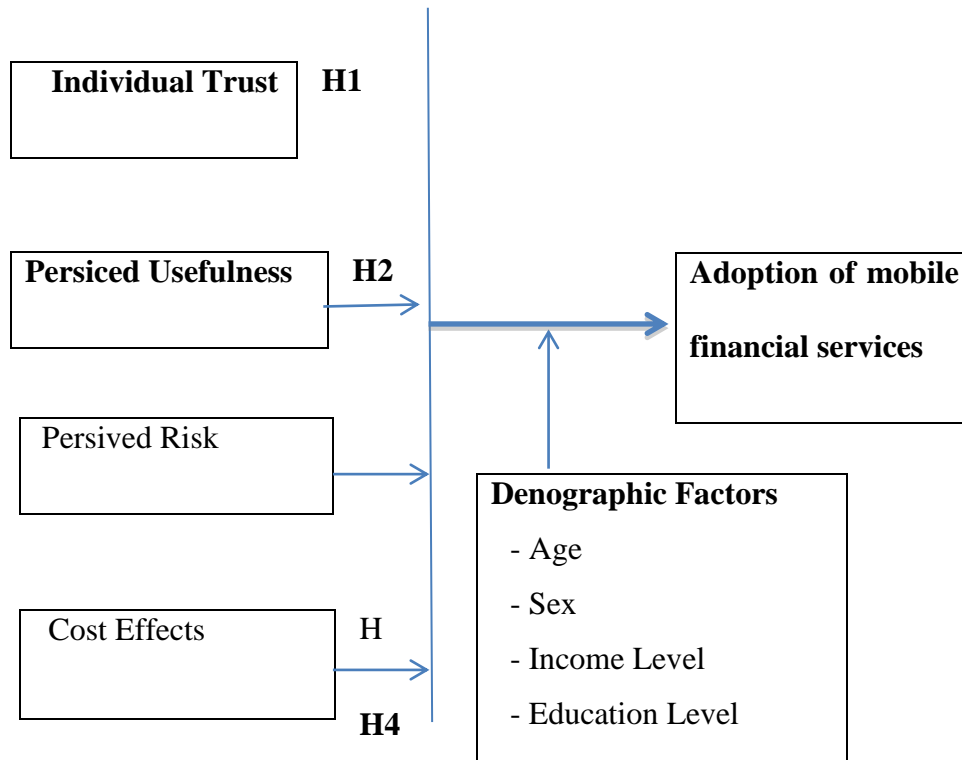 Individual Trust
H1
Persiced Usefulness
H2
Persived Risk
Cost Effects
H
H4
Adoption of mobile
financial services
Denographic Factors
- Age
- Sex
- Income Level
- Education Level